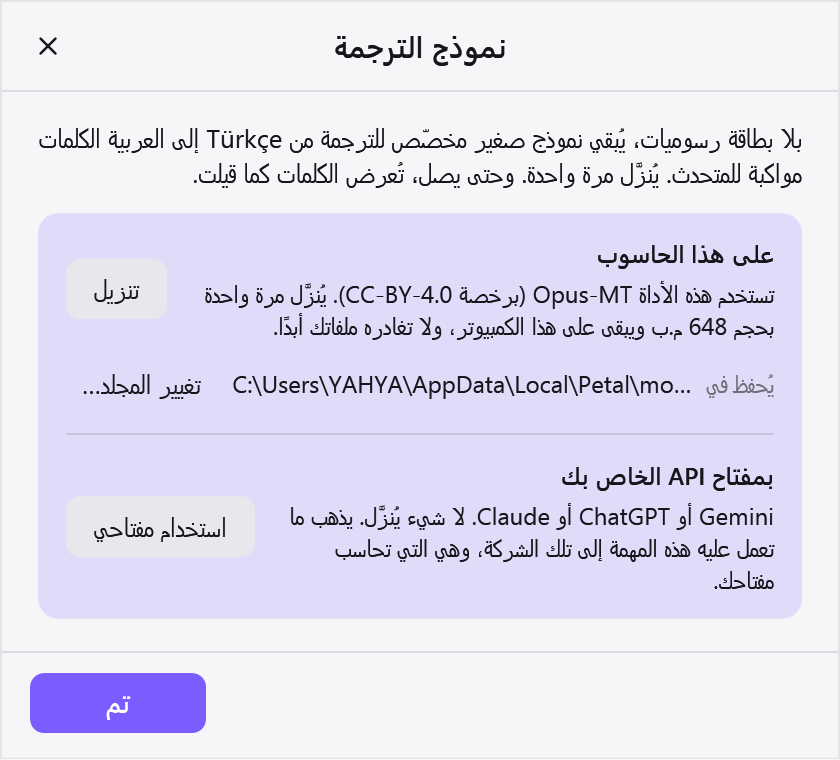 نموذج الترجمة
بلا بطاقة رسوميات، يُبقي نموذج صغير مخصّص للترجمة من Türkçe إلى العربية الكلمات
مواكبة للمتحدث. يُنزَّل مرة واحدة. وحتى يصل، تُعرض الكلمات كما قيلت.
على هذا الحاسوب
تستخدم هذه الأداة Opus-MT (برخصة CC-BY-4.0). يُنزَّل مرة واحدة
بحجم 648 م.ب ويبقى على هذا الكمبيوتر، ولا تغادره ملفاتك أبدًا.
تنزيل
يُحفظ في C:\Users\YAHYA\AppData\Local\Petal\mo... تغيير المجلد...
بمفتاح API الخاص بك
Gemini أو ChatGPT أو Claude. لا شيء يُنزَّل. يذهب ما
تعمل عليه هذه المهمة إلى تلك الشركة، وهي التي تحاسب
مفتاحك.
استخدام مفتاحي
تم